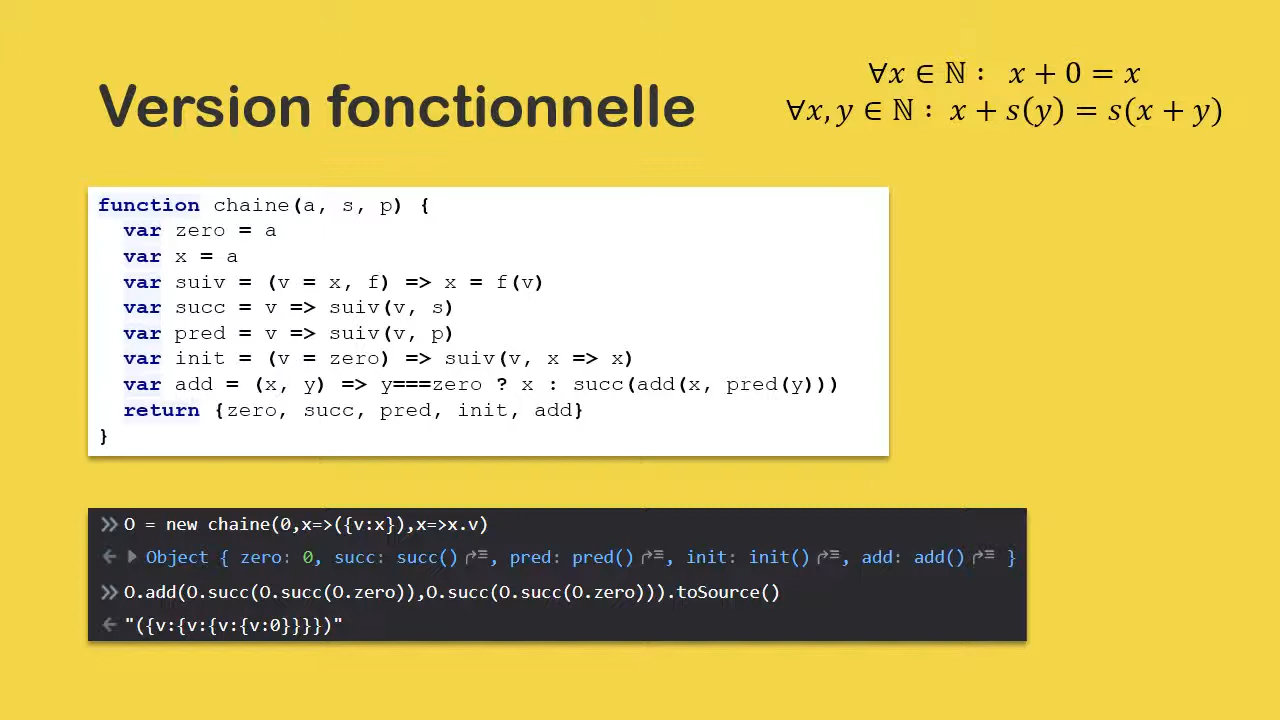 Version fonctionnelle
∀x ∈ ℕ : x + 0 = x
∀x, y ∈ ℕ : x + s(y) = s(x + y)
function chaine(a, s, p) {
  var zero = a
  var x = a
  var suiv = (v = x, f) => x = f(v)
  var succ = v => suiv(v, s)
  var pred = v => suiv(v, p)
  var init = (v = zero) => suiv(v, x => x)
  var add = (x, y) => y===zero ? x : succ(add(x, pred(y)))
  return {zero, succ, pred, init, add}
}
O = new chaine(0,x=>({v:x}),x=>x.v)
Object { zero: 0, succ: succ(), pred: pred(), init: init(), add: add() }
O.add(O.succ(O.succ(O.zero)),O.succ(O.succ(O.zero))).toSource()
"({v:{v:{v:{v:0}}}})"